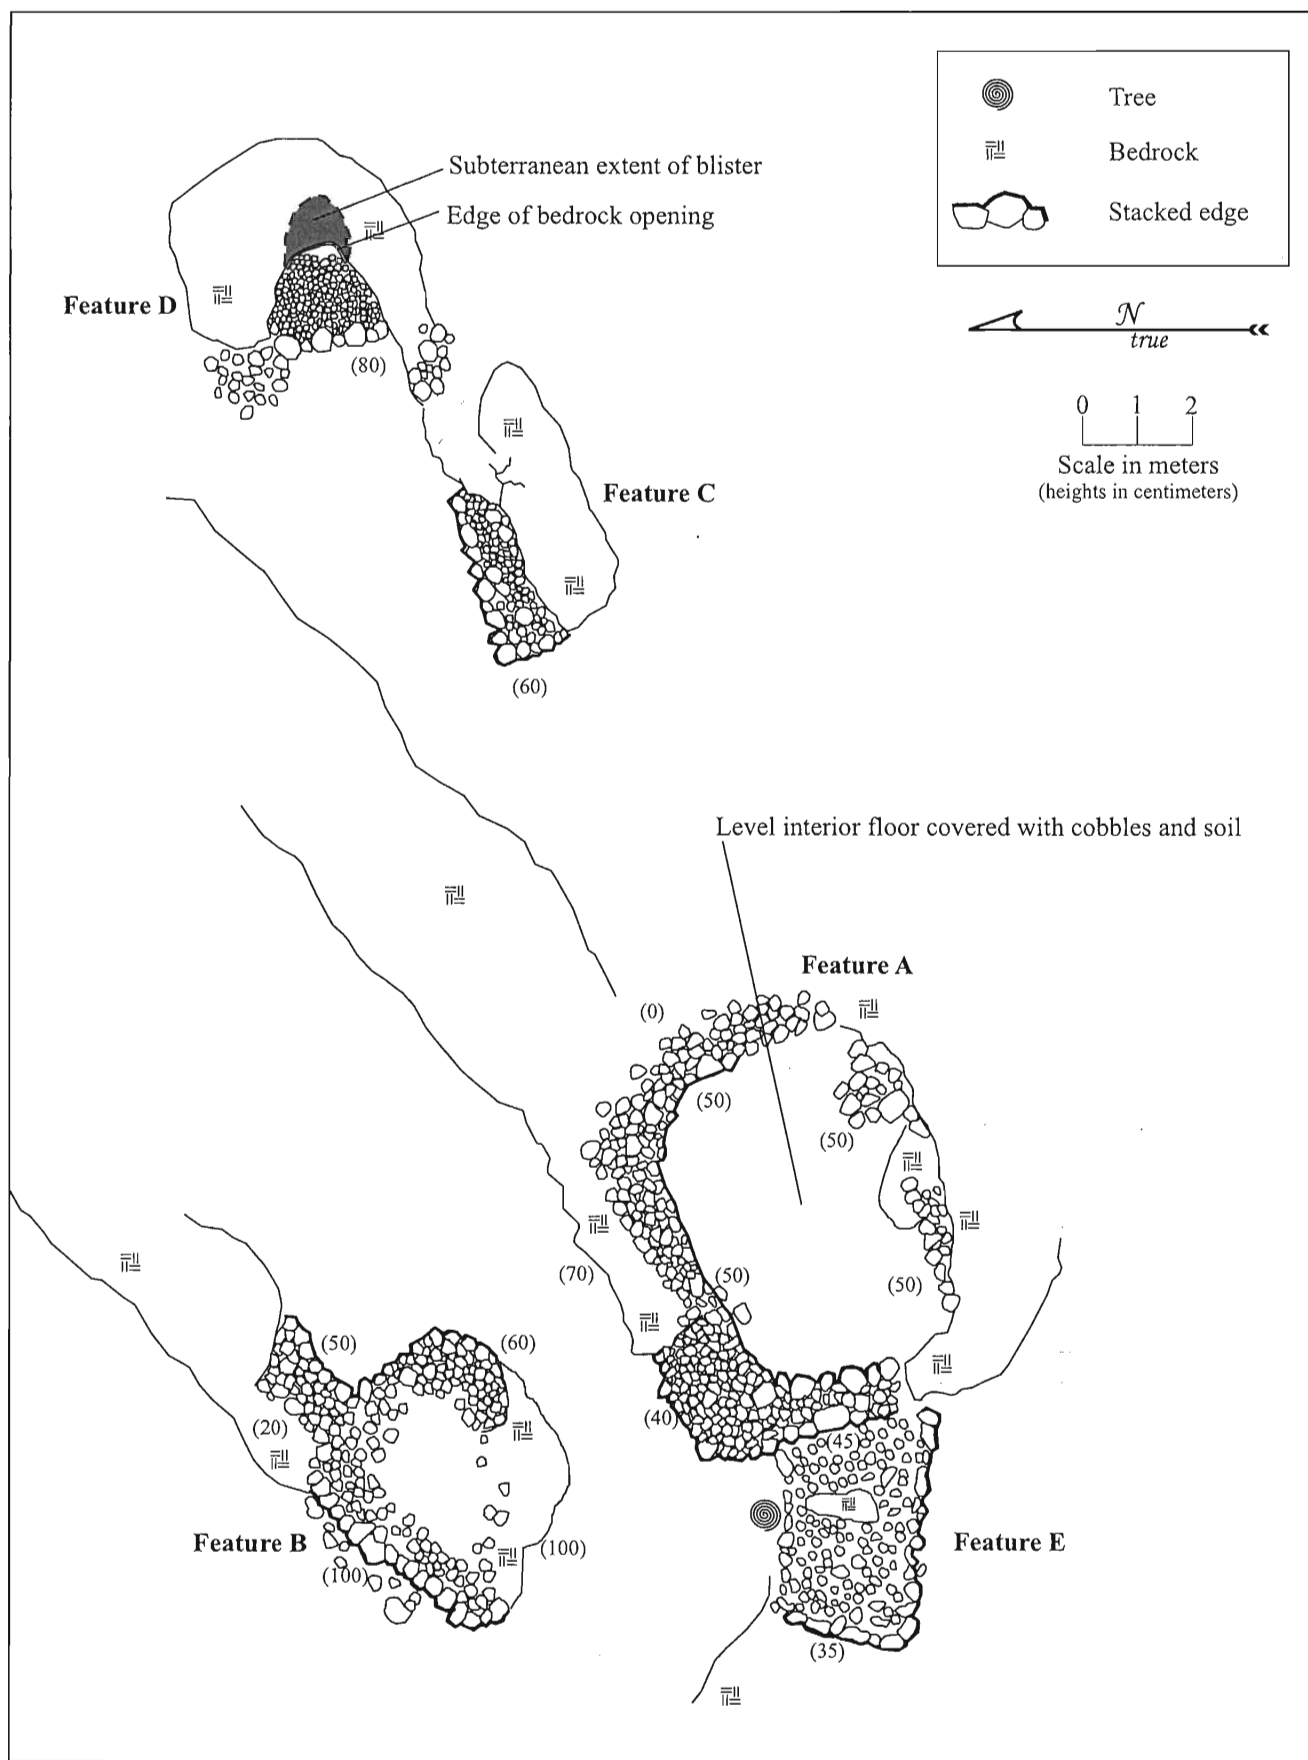 Tree
Bedrock
Stacked edge
Subterranean extent of blister
Edge of bedrock opening
Feature D
N
true
(80)
0 1 2
Scale in meters
(heights in centimeters)
Feature C
(60)
Level interior floor covered with cobbles and soil
Feature A
(0)
(50)
(50)
(70)
(50)
(50)
(50)
(60)
(20)
(40)
(45)
Feature B
(100)
(100)
Feature E
(35)